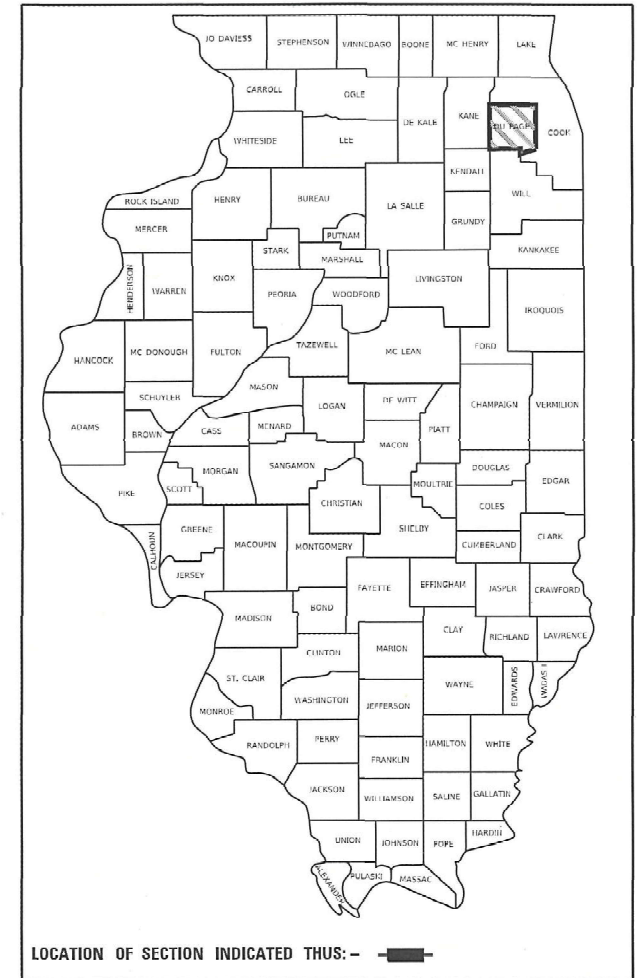 JO DAVIESS
STEPHENSON
WINNEBAGO
BOONE
MC HENRY
LAKE
CARROLL
OGLE
DE KALB
KANE
DU PAGE
COOK
WHITESIDE
LEE
KENDALL
WILL
ROCK ISLAND
HENRY
BUREAU
LA SALLE
GRUNDY
MERCER
PUTNAM
STARK
MARSHALL
KANKAKEE
HENDERSON
WARREN
KNOX
PEORIA
WOODFORD
LIVINGSTON
IROQUOIS
HANCOCK
MC DONOUGH
FULTON
TAZEWELL
MC LEAN
FORD
MASON
SCHUYLER
LOGAN
DE WITT
CHAMPAIGN
VERMILION
ADAMS
BROWN
CASS
MENARD
MACON
PIATT
MORGAN
SANGAMON
DOUGLAS
EDGAR
PIKE
SCOTT
CHRISTIAN
MOULTRIE
COLES
GREENE
MACOUPIN
MONTGOMERY
SHELBY
CUMBERLAND
CLARK
CALHOUN
JERSEY
FAYETTE
EFFINGHAM
JASPER
CRAWFORD
MADISON
BOND
CLAY
RICHLAND
LAWRENCE
CLINTON
MARION
ST. CLAIR
WASHINGTON
JEFFERSON
WAYNE
EDWARDS
WABASH
MONROE
RANDOLPH
PERRY
HAMILTON
WHITE
FRANKLIN
JACKSON
WILLIAMSON
SALINE
GALLATIN
UNION
JOHNSON
POPE
HARDIN
ALEXANDER
PULASKI
MASSAC
LOCATION OF SECTION INDICATED THUS: –